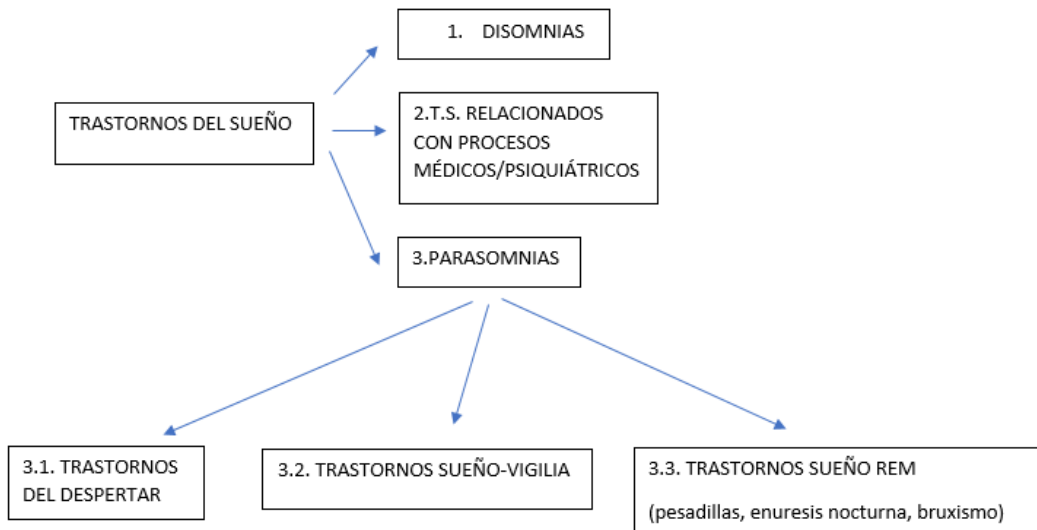 1. DISOMNIAS
TRASTORNOS DEL SUEÑO
2.T.S. RELACIONADOS
CON PROCESOS
MÉDICOS/PSIQUIÁTRICOS
3.PARASOMNIAS
3.1. TRASTORNOS
DEL DESPERTAR
3.2. TRASTORNOS SUEÑO-VIGILIA
3.3. TRASTORNOS SUEÑO REM
(pesadillas, enuresis nocturna, bruxismo)